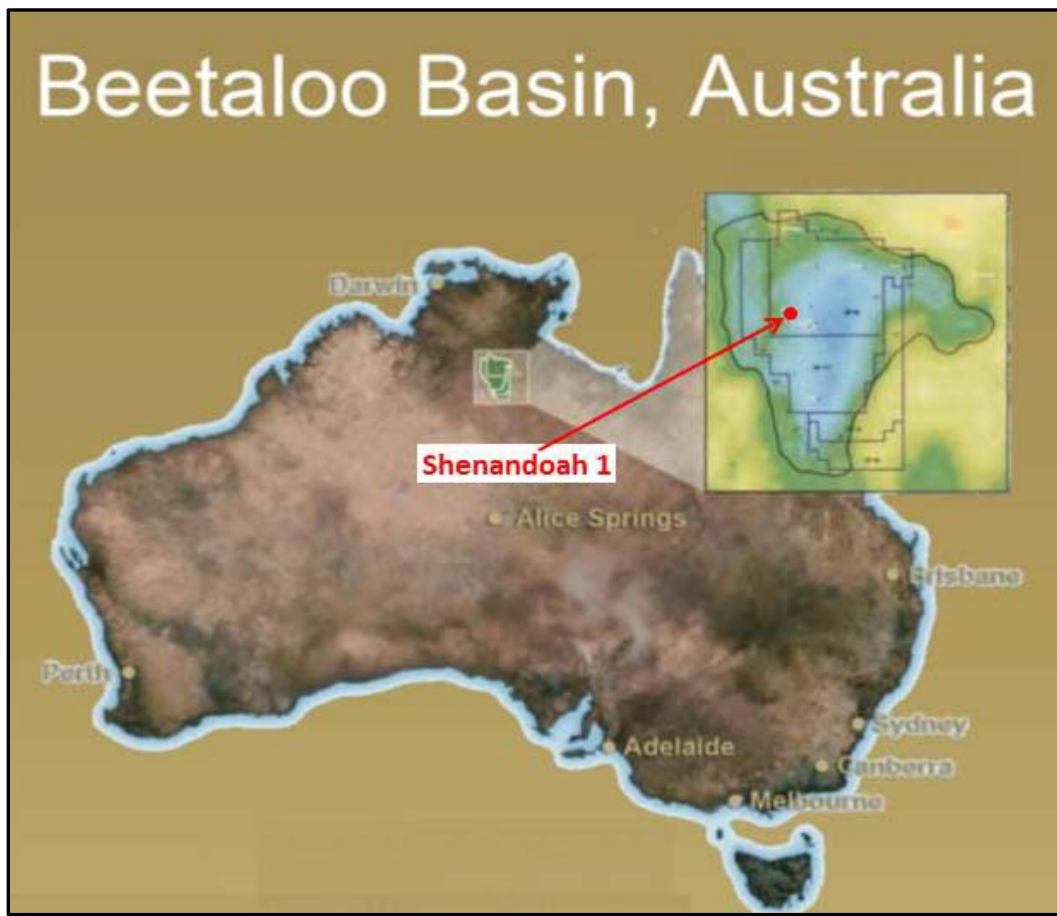 Beetaloo Basin, Australia
Darwin
Shenandoah 1
Alice Springs
Brisbane
Perth
Sydney
Adelaide
Canberra
Melbourne